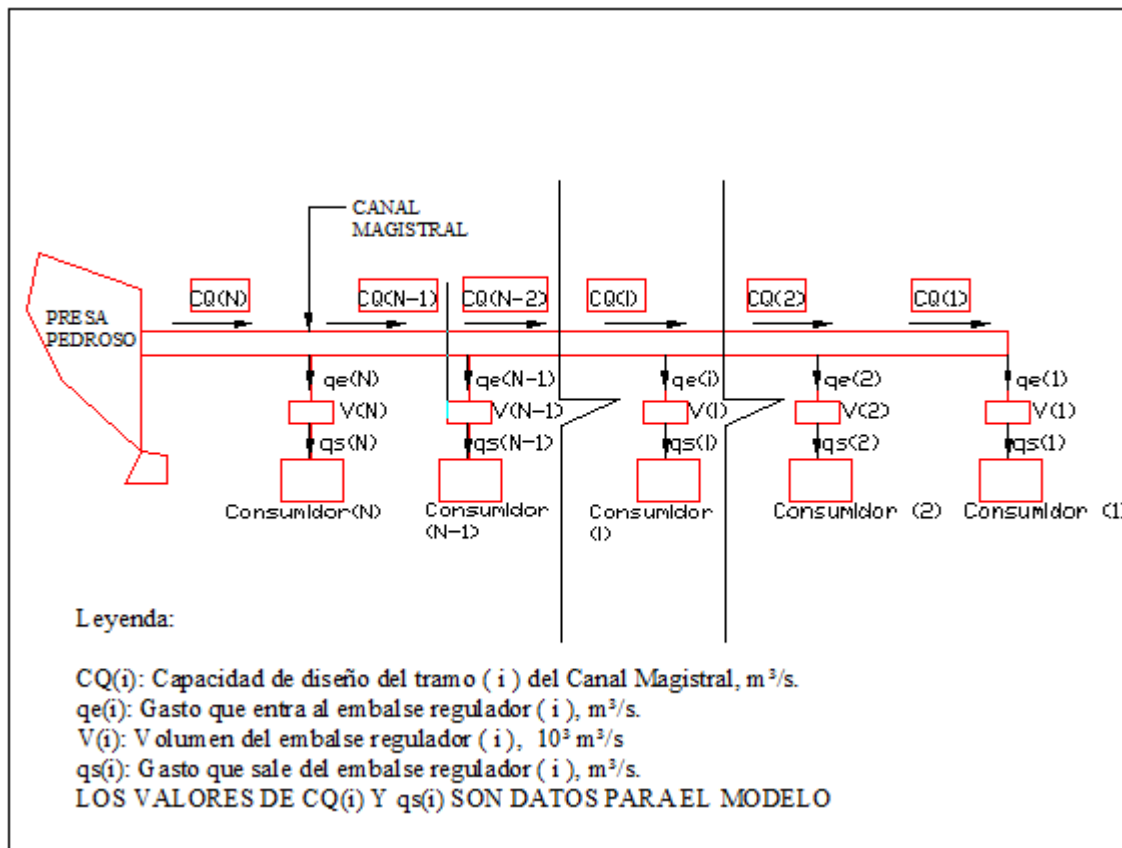 CANAL
MAGISTRAL
CQ(N)
CQ(N-1)
CQ(N-2)
CQ(I)
CQ(2)
CQ(1)
PRESA
PEDROSO
qe(N)
qe(N-1)
qe(i)
qe(2)
qe(1)
V(N)
V(N-1)
V(I)
V(2)
V(1)
qs(N)
qs(N-1)
qs(I)
qs(2)
qs(1)
Consumidor(N)
Consumidor
(N-1)
Consumidor
(I)
Consumidor (2)
Consumidor (1)
Leyenda:
CQ(i): Capacidad de diseño del tramo ( i ) del Canal Magistral, m³/s.
qe(i): Gasto que entra al embalse regulador ( i ), m³/s.
V(i): Volumen del embalse regulador ( i ), 10³ m³/s
qs(i): Gasto que sale del embalse regulador ( i ), m³/s.
LOS VALORES DE CQ(i) Y qs(i) SON DATOS PARA EL MODELO